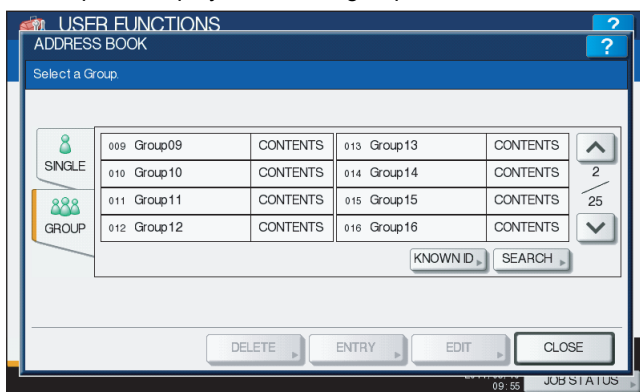 USER FUNCTIONS
?
ADDRESS BOOK
?
Select a Group.
SINGLE
GROUP
009 Group09 CONTENTS 013 Group13 CONTENTS
010 Group10 CONTENTS 014 Group14 CONTENTS
011 Group11 CONTENTS 015 Group15 CONTENTS
012 Group12 CONTENTS 016 Group16 CONTENTS
2
25
KNOWN ID SEARCH
DELETE ENTRY EDIT CLOSE
09:55 JOB STATUS